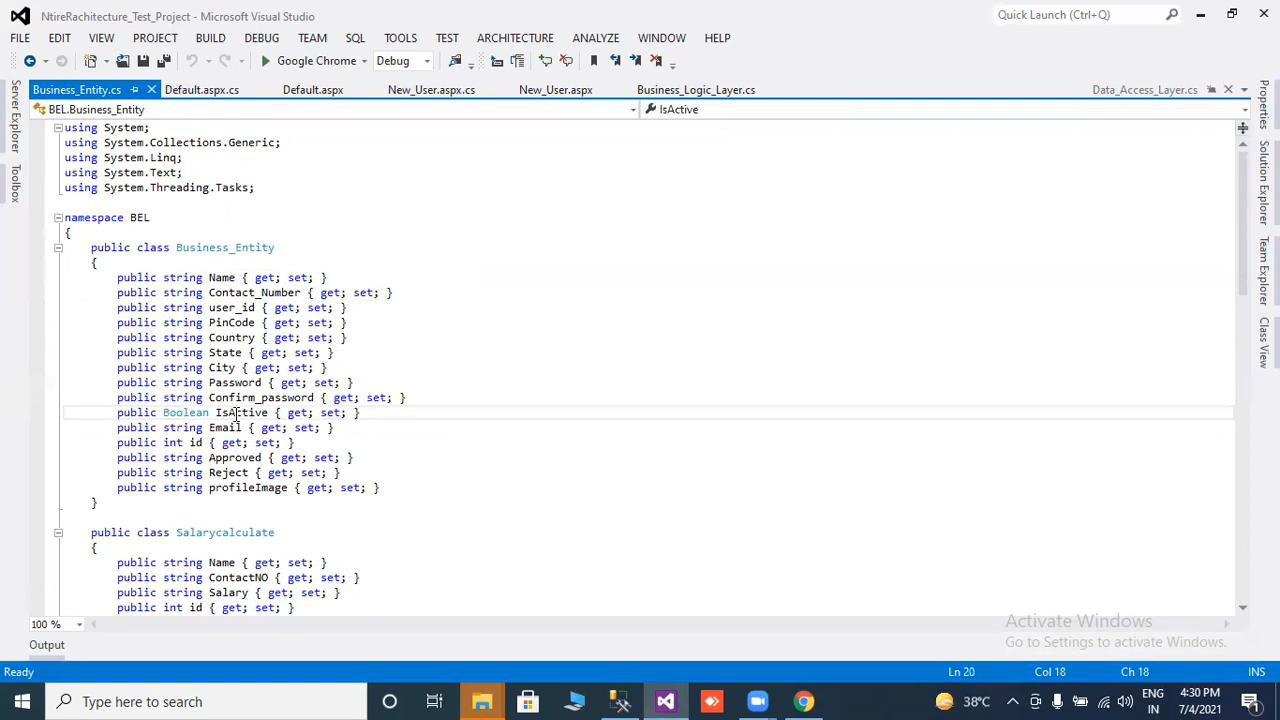 NtireRachitecture_Test_Project - Microsoft Visual Studio
Quick Launch (Ctrl+Q)
FILE EDIT VIEW PROJECT BUILD DEBUG TEAM SQL TOOLS TEST ARCHITECTURE ANALYZE WINDOW HELP
Google Chrome Debug
Business_Entity.cs Default.aspx.cs Default.aspx New_User.aspx.cs New_User.aspx Business_Logic_Layer.cs Data_Access_Layer.cs
BEL.Business_Entity IsActive
Server Explorer
Toolbox
Properties
Solution Explorer
Team Explorer
Class View
using System;
using System.Collections.Generic;
using System.Linq;
using System.Text;
using System.Threading.Tasks;
namespace BEL
{
public class Business_Entity
{
public string Name { get; set; }
public string Contact_Number { get; set; }
public string user_id { get; set; }
public string PinCode { get; set; }
public string Country { get; set; }
public string State { get; set; }
public string City { get; set; }
public string Password { get; set; }
public string Confirm_password { get; set; }
public Boolean IsActive { get; set; }
public string Email { get; set; }
public int id { get; set; }
public string Approved { get; set; }
public string Reject { get; set; }
public string profileImage { get; set; }
}
public class Salarycalculate
{
public string Name { get; set; }
public string ContactNO { get; set; }
public string Salary { get; set; }
public int id { get; set; }
100 %
Activate Windows
Go to Settings to activate Windows.
Output
Ready Ln 20 Col 18 Ch 18 INS
Type here to search
38°C
ENG
IN
4:30 PM
7/4/2021
1